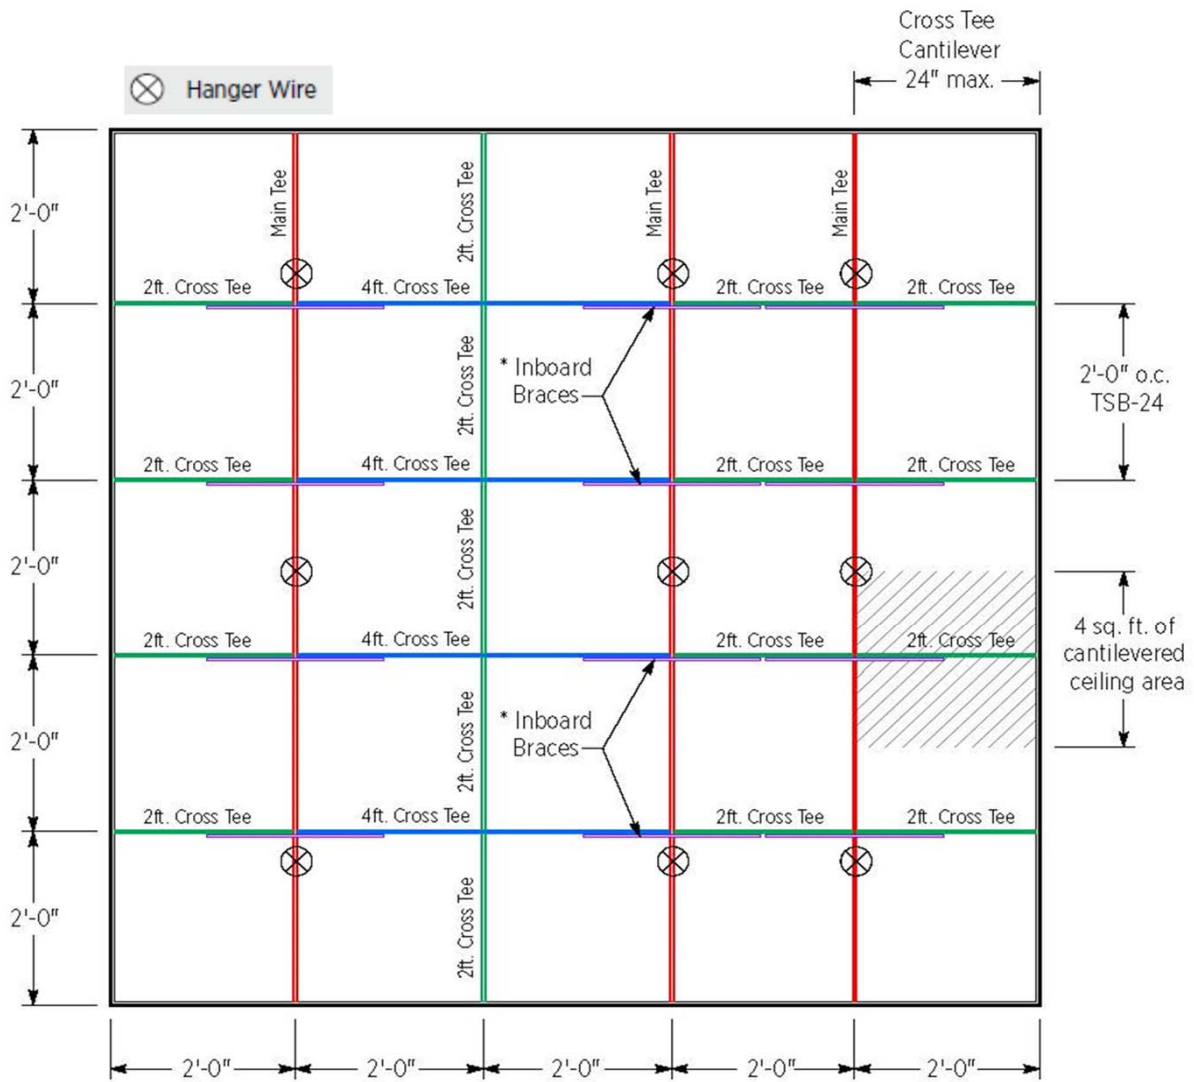 Cross Tee
Cantilever
24" max.
Hanger Wire
2'-0"
Main Tee
2ft. Cross Tee
Main Tee
Main Tee
2ft. Cross Tee
4ft. Cross Tee
2ft. Cross Tee
2ft. Cross Tee
2'-0"
2ft. Cross Tee
* Inboard
Braces
2'-0" o.c.
TSB-24
2ft. Cross Tee
4ft. Cross Tee
2ft. Cross Tee
2ft. Cross Tee
2'-0"
2ft. Cross Tee
2ft. Cross Tee
4ft. Cross Tee
2ft. Cross Tee
2ft. Cross Tee
4 sq. ft. of
cantilevered
ceiling area
2'-0"
2ft. Cross Tee
* Inboard
Braces
2ft. Cross Tee
4ft. Cross Tee
2ft. Cross Tee
2ft. Cross Tee
2'-0"
2ft. Cross Tee
2'-0"
2'-0"
2'-0"
2'-0"
2'-0"